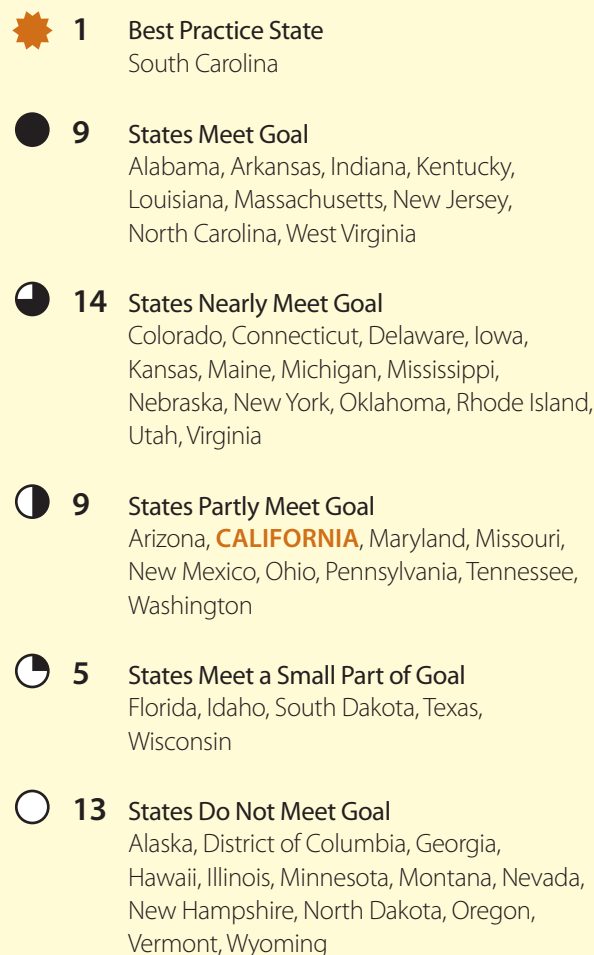 1 Best Practice State
South Carolina
9 States Meet Goal
Alabama, Arkansas, Indiana, Kentucky,
Louisiana, Massachusetts, New Jersey,
North Carolina, West Virginia
14 States Nearly Meet Goal
Colorado, Connecticut, Delaware, Iowa,
Kansas, Maine, Michigan, Mississippi,
Nebraska, New York, Oklahoma, Rhode Island,
Utah, Virginia
9 States Partly Meet Goal
Arizona, CALIFORNIA, Maryland, Missouri,
New Mexico, Ohio, Pennsylvania, Tennessee,
Washington
5 States Meet a Small Part of Goal
Florida, Idaho, South Dakota, Texas,
Wisconsin
13 States Do Not Meet Goal
Alaska, District of Columbia, Georgia,
Hawaii, Illinois, Minnesota, Montana, Nevada,
New Hampshire, North Dakota, Oregon,
Vermont, Wyoming